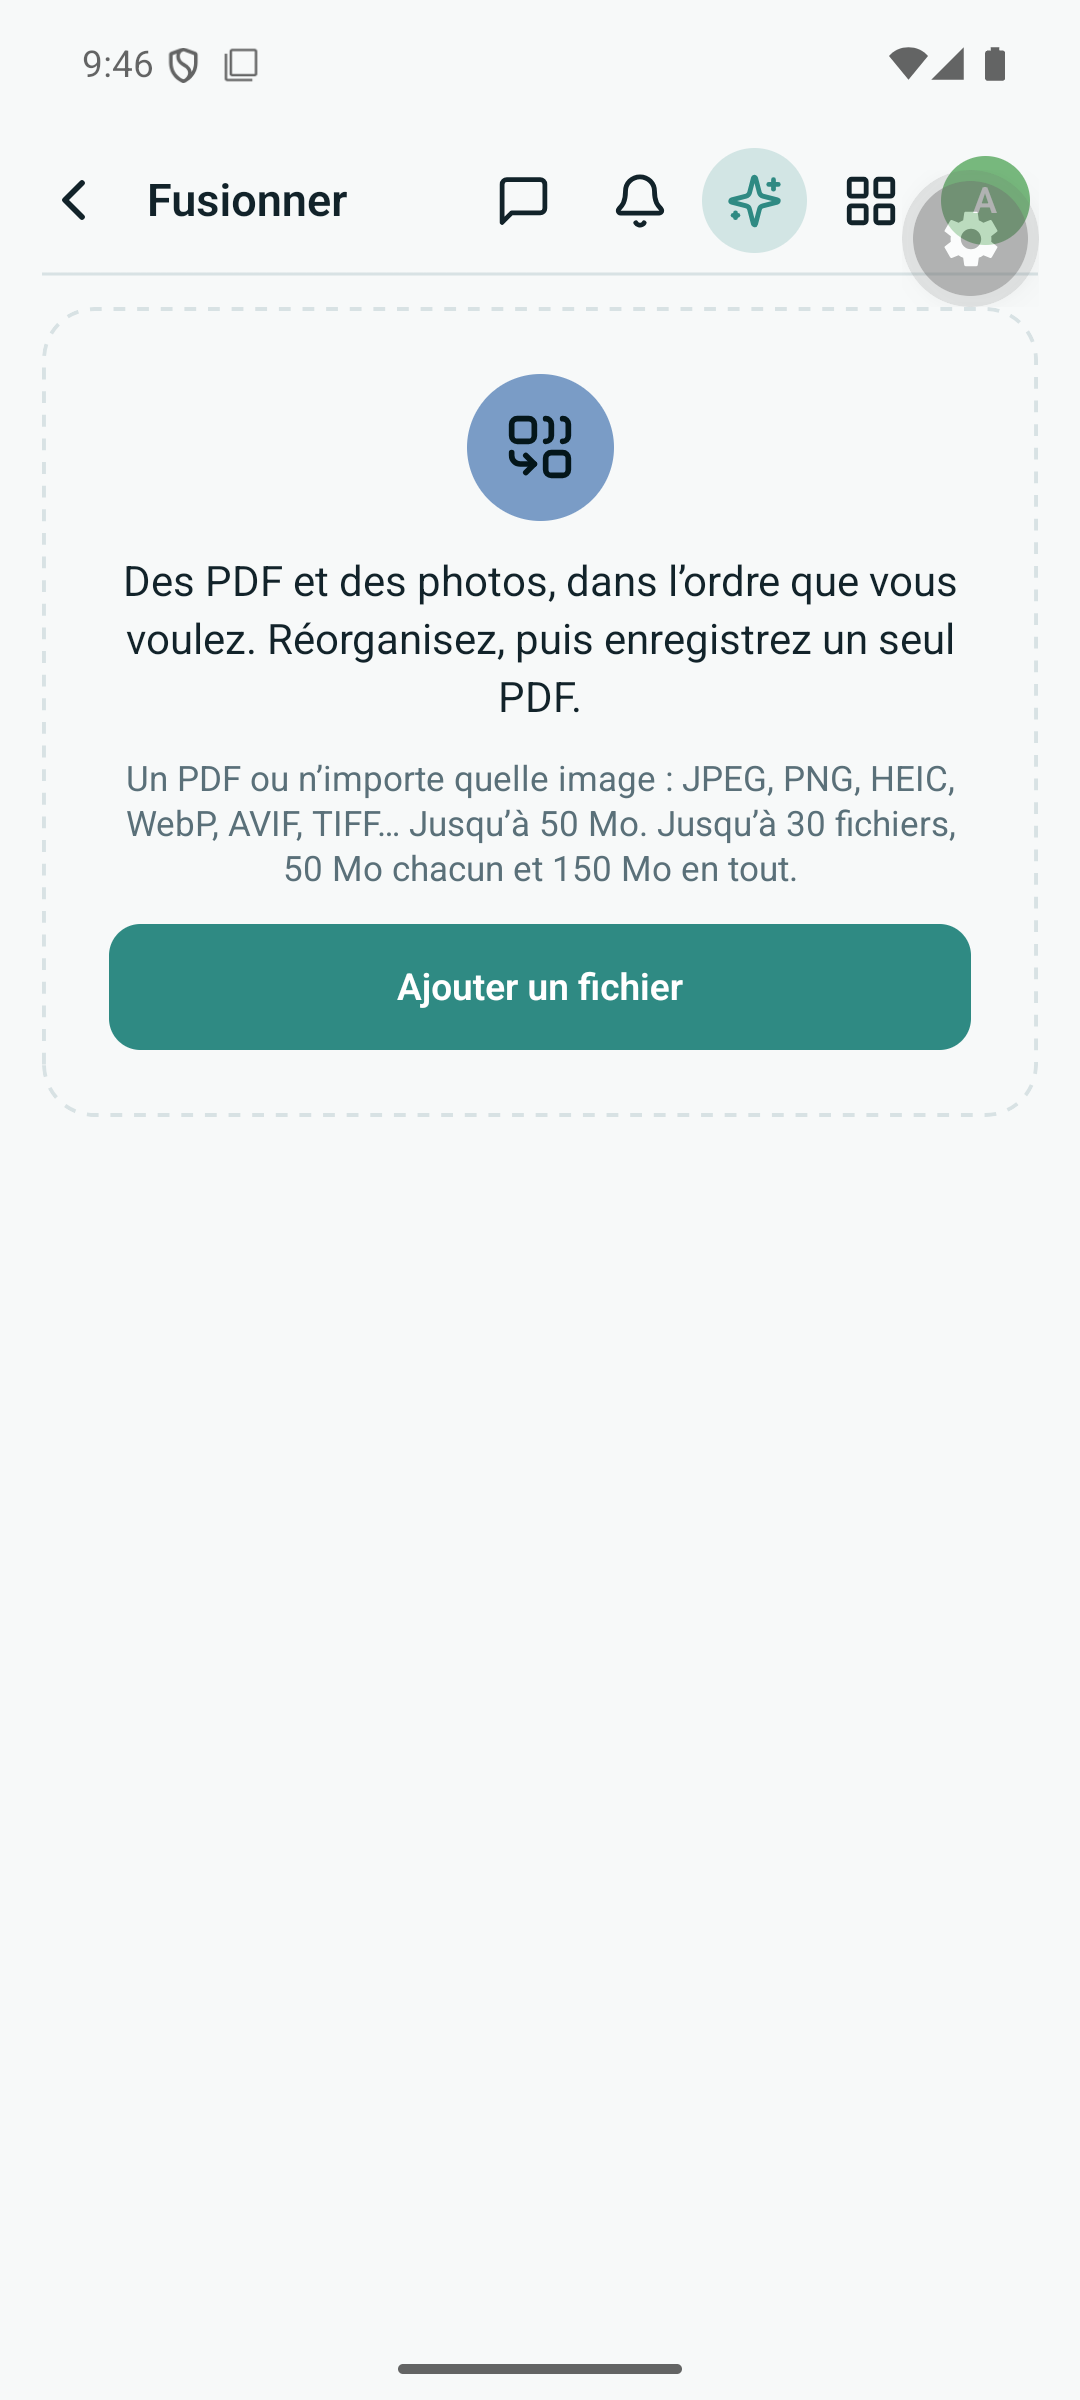 9:46
Fusionner
A
Des PDF et des photos, dans l’ordre que vous
voulez. Réorganisez, puis enregistrez un seul
PDF.
Un PDF ou n’importe quelle image : JPEG, PNG, HEIC,
WebP, AVIF, TIFF… Jusqu’à 50 Mo. Jusqu’à 30 fichiers,
50 Mo chacun et 150 Mo en tout.
Ajouter un fichier